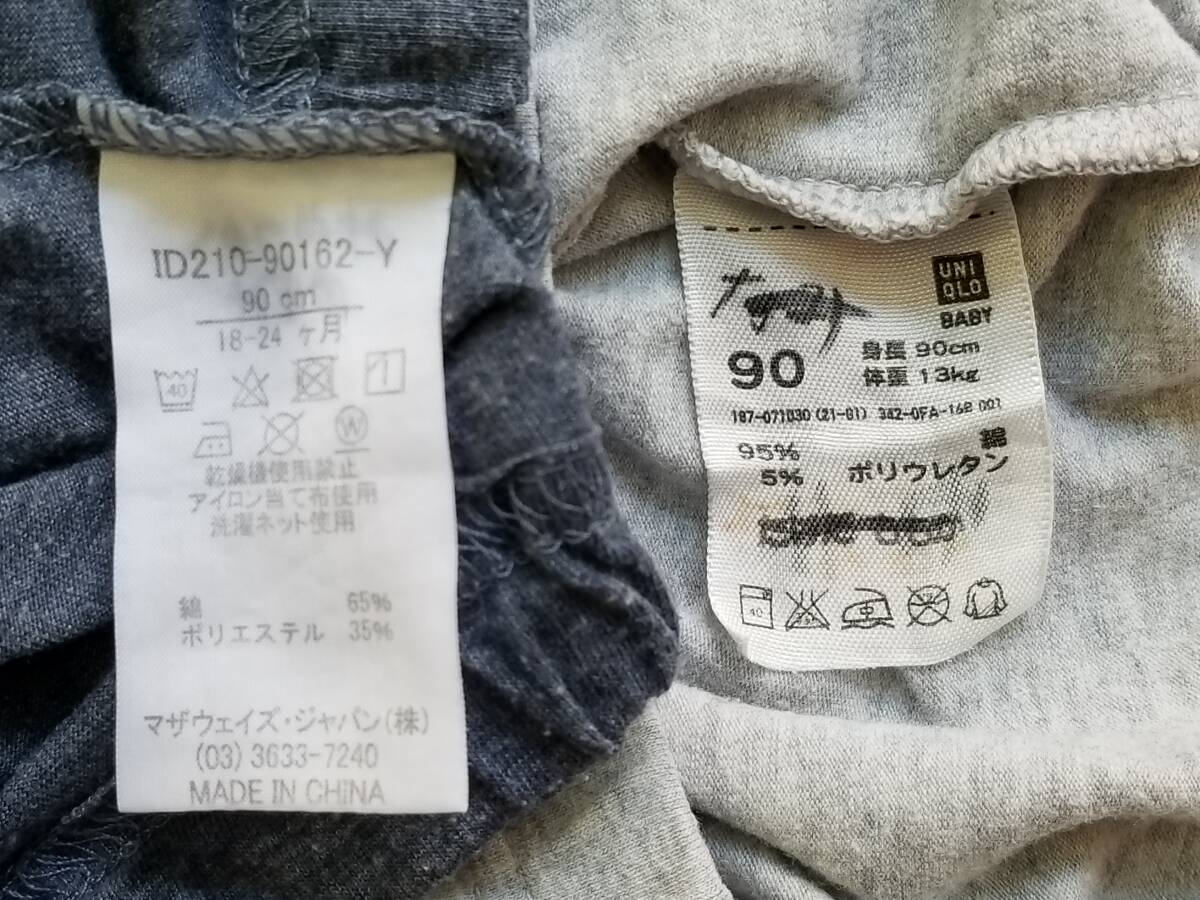 ID210-90162-Y
90 cm
18-24 ヶ月
40
乾燥機使用禁止
アイロン当て布使用
洗濯ネット使用
綿 65%
ポリエステル 35%
マザウェイズ・ジャパン(株)
(03) 3633-7240
MADE IN CHINA
UNI
QLO
BABY
90
身長 90cm
体重 13kg
187-071030 (21-01) 342-0FA-16B 001
95% 綿
5% ポリウレタン
40